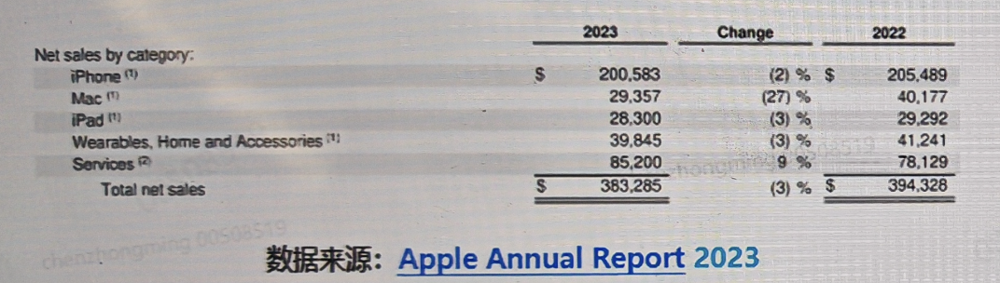 2023 Change 2022
Net sales by category:
iPhone (1) $ 200,583 (2) % $ 205,489
Mac (1) 29,357 (27) % 40,177
iPad (1) 28,300 (3) % 29,292
Wearables, Home and Accessories (1) 39,845 (3) % 41,241
Services (2) 85,200 9 % 78,129
Total net sales $ 383,285 (3) % $ 394,328
chenzhongming 00508519
数据来源：Apple Annual Report 2023